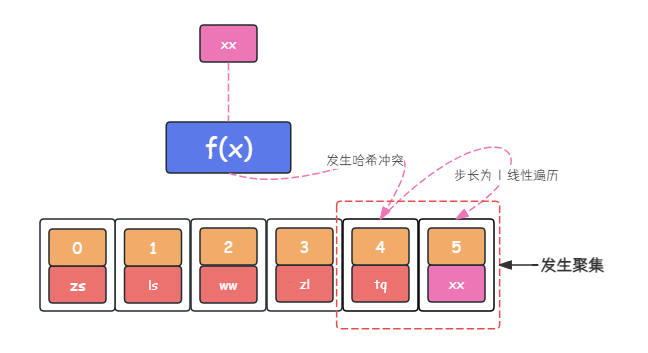 xx
f(x)
发生哈希冲突
步长为 1 线性遍历
0 1 2 3 4 5
zs ls ww zl tq xx
发生聚集